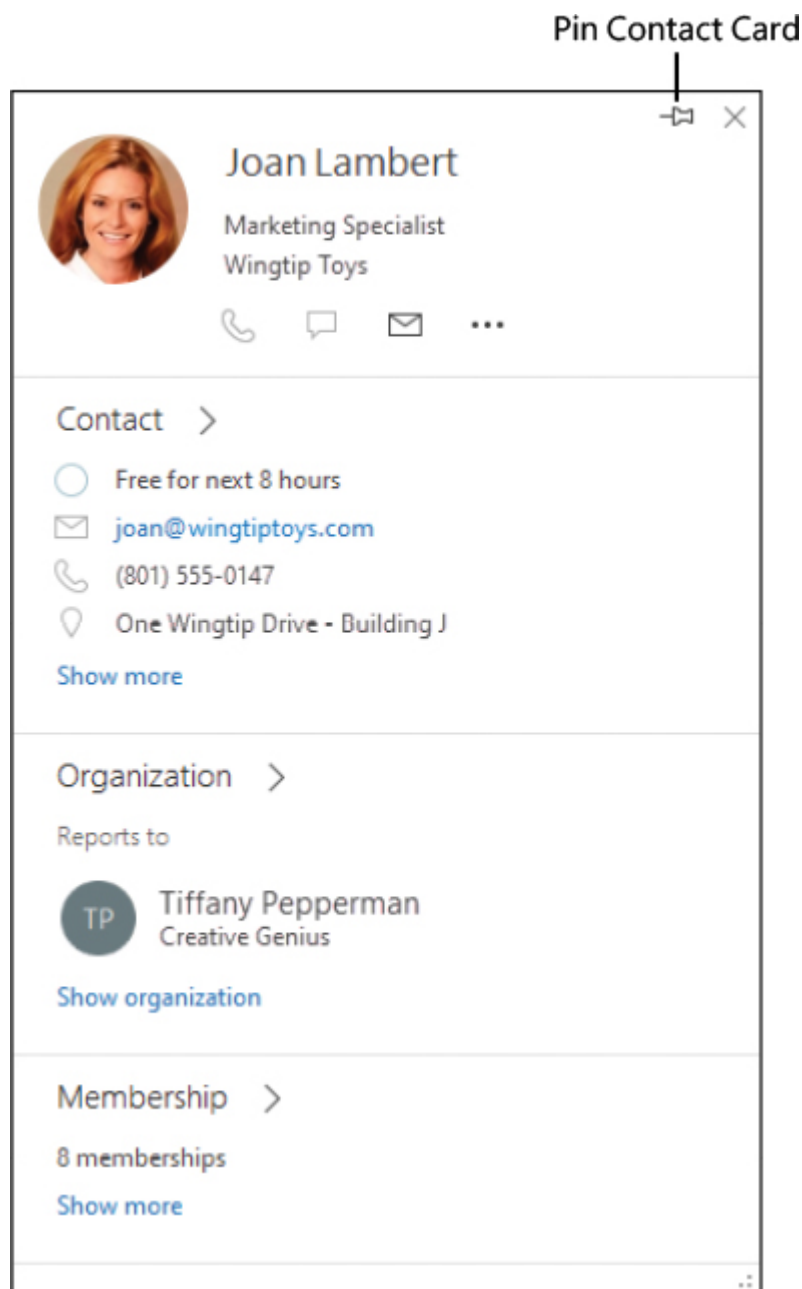 Pin Contact Card
Joan Lambert
Marketing Specialist
Wingtip Toys
Contact
Free for next 8 hours
joan@wingtiptoys.com
(801) 555-0147
One Wingtip Drive - Building J
Show more
Organization
Reports to
TP
Tiffany Pepperman
Creative Genius
Show organization
Membership
8 memberships
Show more